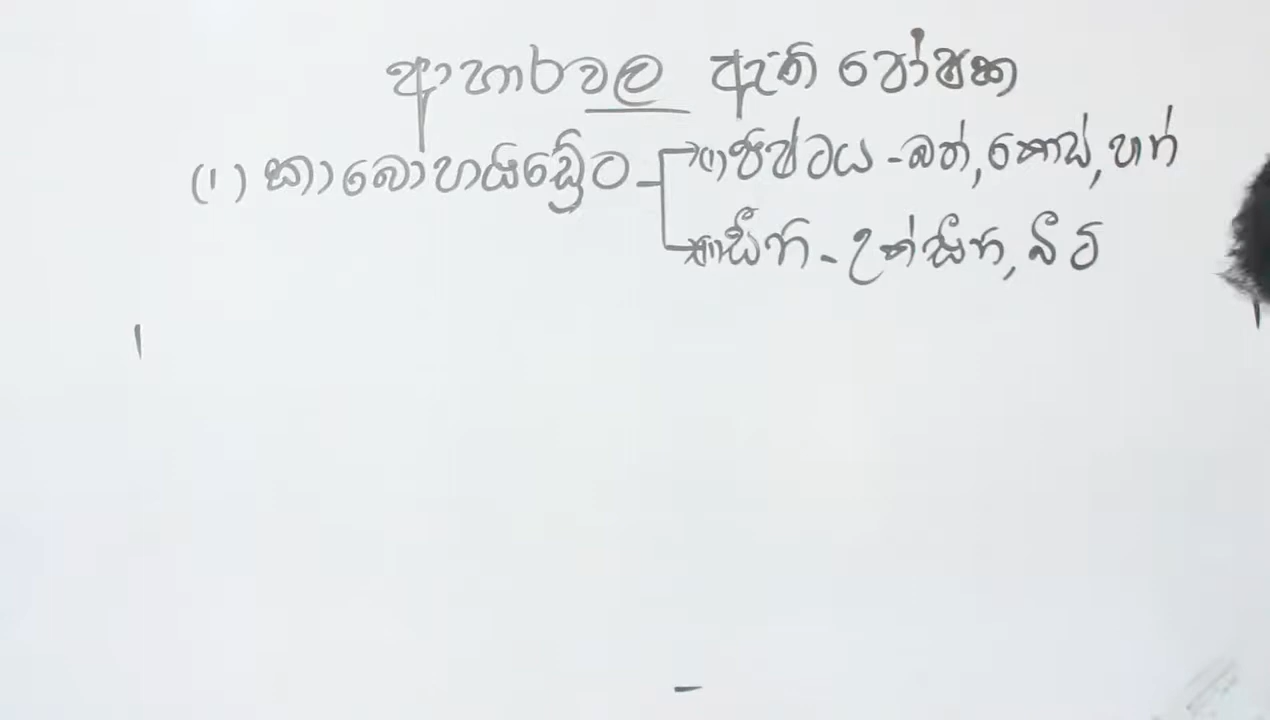 ආහාරවල ඇති පෝෂක
(1) කාබෝහයිඩ්‍රේට - (1) පිෂ්ටය - බත්, කොස්, පාන්
සීනි - උක්සීනි, බීට්